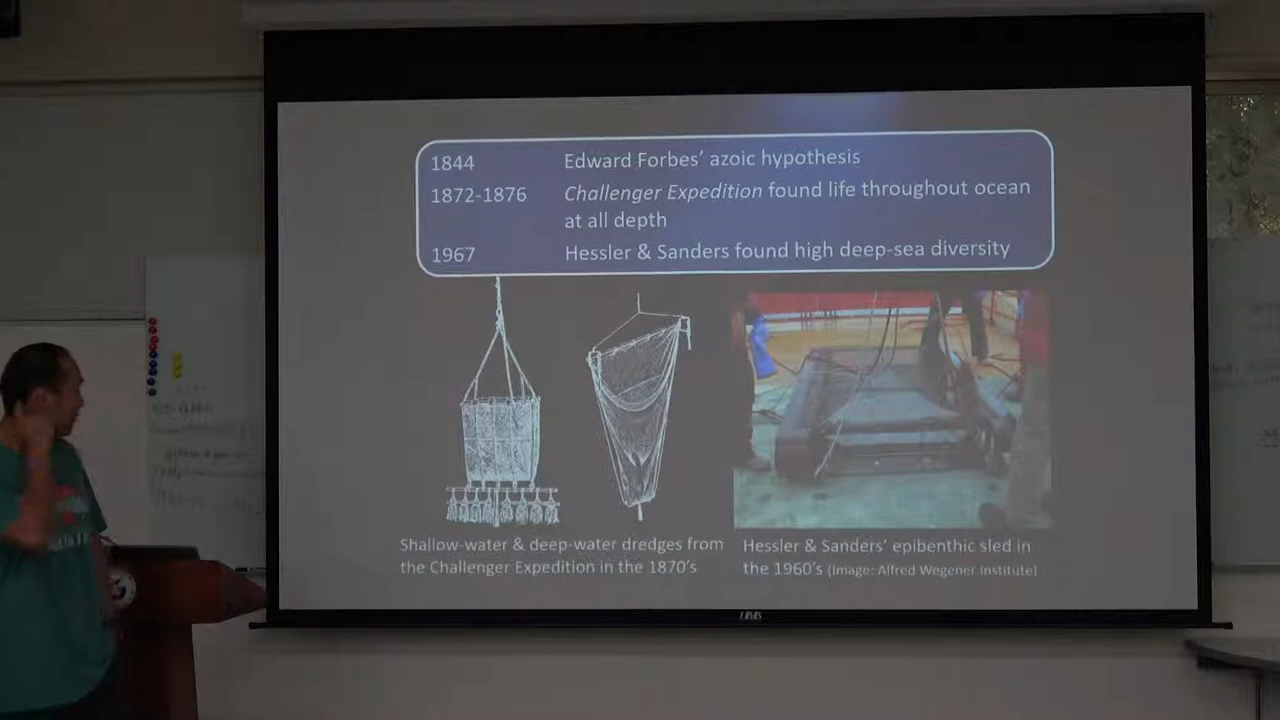 1844 Edward Forbes' azoic hypothesis
1872-1876 Challenger Expedition found life throughout ocean
at all depth
1967 Hessler & Sanders found high deep-sea diversity
Shallow-water & deep-water dredges from
the Challenger Expedition in the 1870's
Hessler & Sanders' epibenthic sled in
the 1960's (Image: Alfred Wegener Institute)